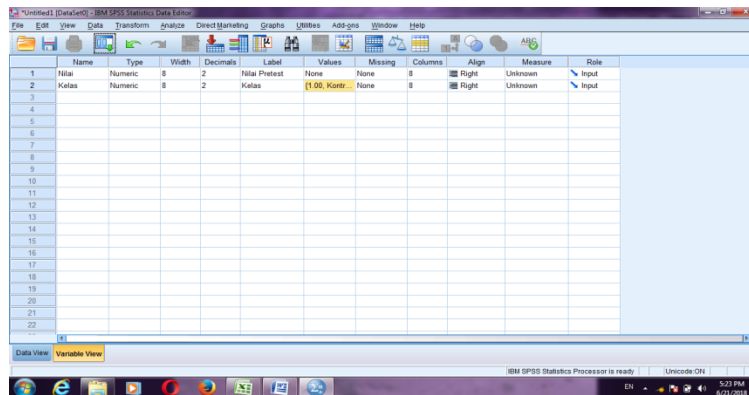 *Untitled1 [DataSet0] - IBM SPSS Statistics Data Editor
File Edit View Data Transform Analyze Direct Marketing Graphs Utilities Add-ons Window Help
Name Type Width Decimals Label Values Missing Columns Align Measure Role
1 Nilai Numeric 8 2 Nilai Pretest None None 8 Right Unknown Input
2 Kelas Numeric 8 2 Kelas {1.00, Kontr... None 8 Right Unknown Input
3
4
5
6
7
8
9
10
11
12
13
14
15
16
17
18
19
20
21
22
Data View Variable View
IBM SPSS Statistics Processor is ready Unicode:ON
EN 5:23 PM
6/21/2018